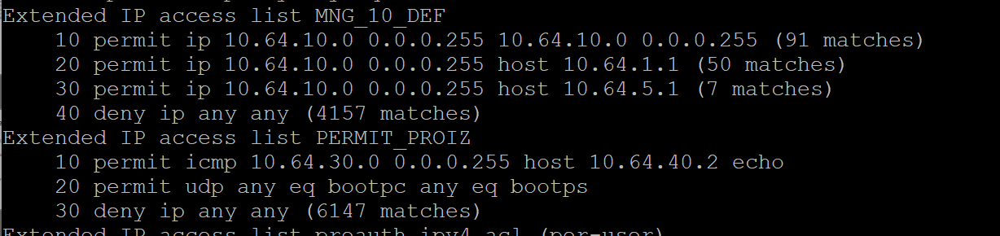 Extended IP access list MNG_10_DEF
    10 permit ip 10.64.10.0 0.0.0.255 10.64.10.0 0.0.0.255 (91 matches)
    20 permit ip 10.64.10.0 0.0.0.255 host 10.64.1.1 (50 matches)
    30 permit ip 10.64.10.0 0.0.0.255 host 10.64.5.1 (7 matches)
    40 deny ip any any (4157 matches)
Extended IP access list PERMIT_PROIZ
    10 permit icmp 10.64.30.0 0.0.0.255 host 10.64.40.2 echo
    20 permit udp any eq bootpc any eq bootps
    30 deny ip any any (6147 matches)
Extended IP access list preauth_ipv4_acl (per-user)